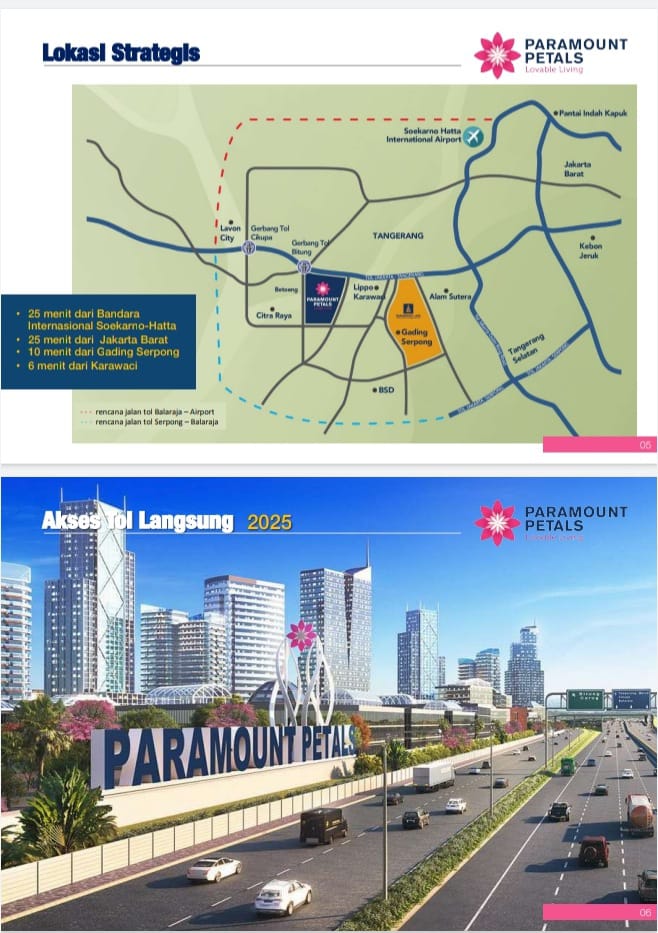 Lokasi Strategis
PARAMOUNT
PETALS
Lovable Living
Pantai Indah Kapuk
Soekarno Hatta
International Airport
Jakarta
Barat
Lavon
City
Gerbang Tol
Cikupa
Gerbang Tol
Bitung
TANGERANG
Kebon
Jeruk
TOL JAKARTA - TANGERANG
Betoeng
PARAMOUNT
PETALS
Lippo
Karawaci
Alam Sutera
Citra Raya
Gading
Serpong
Tangerang
Selatan
BSD
• 25 menit dari Bandara
Internasional Soekarno-Hatta
• 25 menit dari Jakarta Barat
• 10 menit dari Gading Serpong
• 6 menit dari Karawaci
rencana jalan tol Balaraja – Airport
rencana jalan tol Serpong – Balaraja
05
Akses Tol Langsung 2025
PARAMOUNT
PETALS
Lovable Living
PARAMOUNT PETALS
06